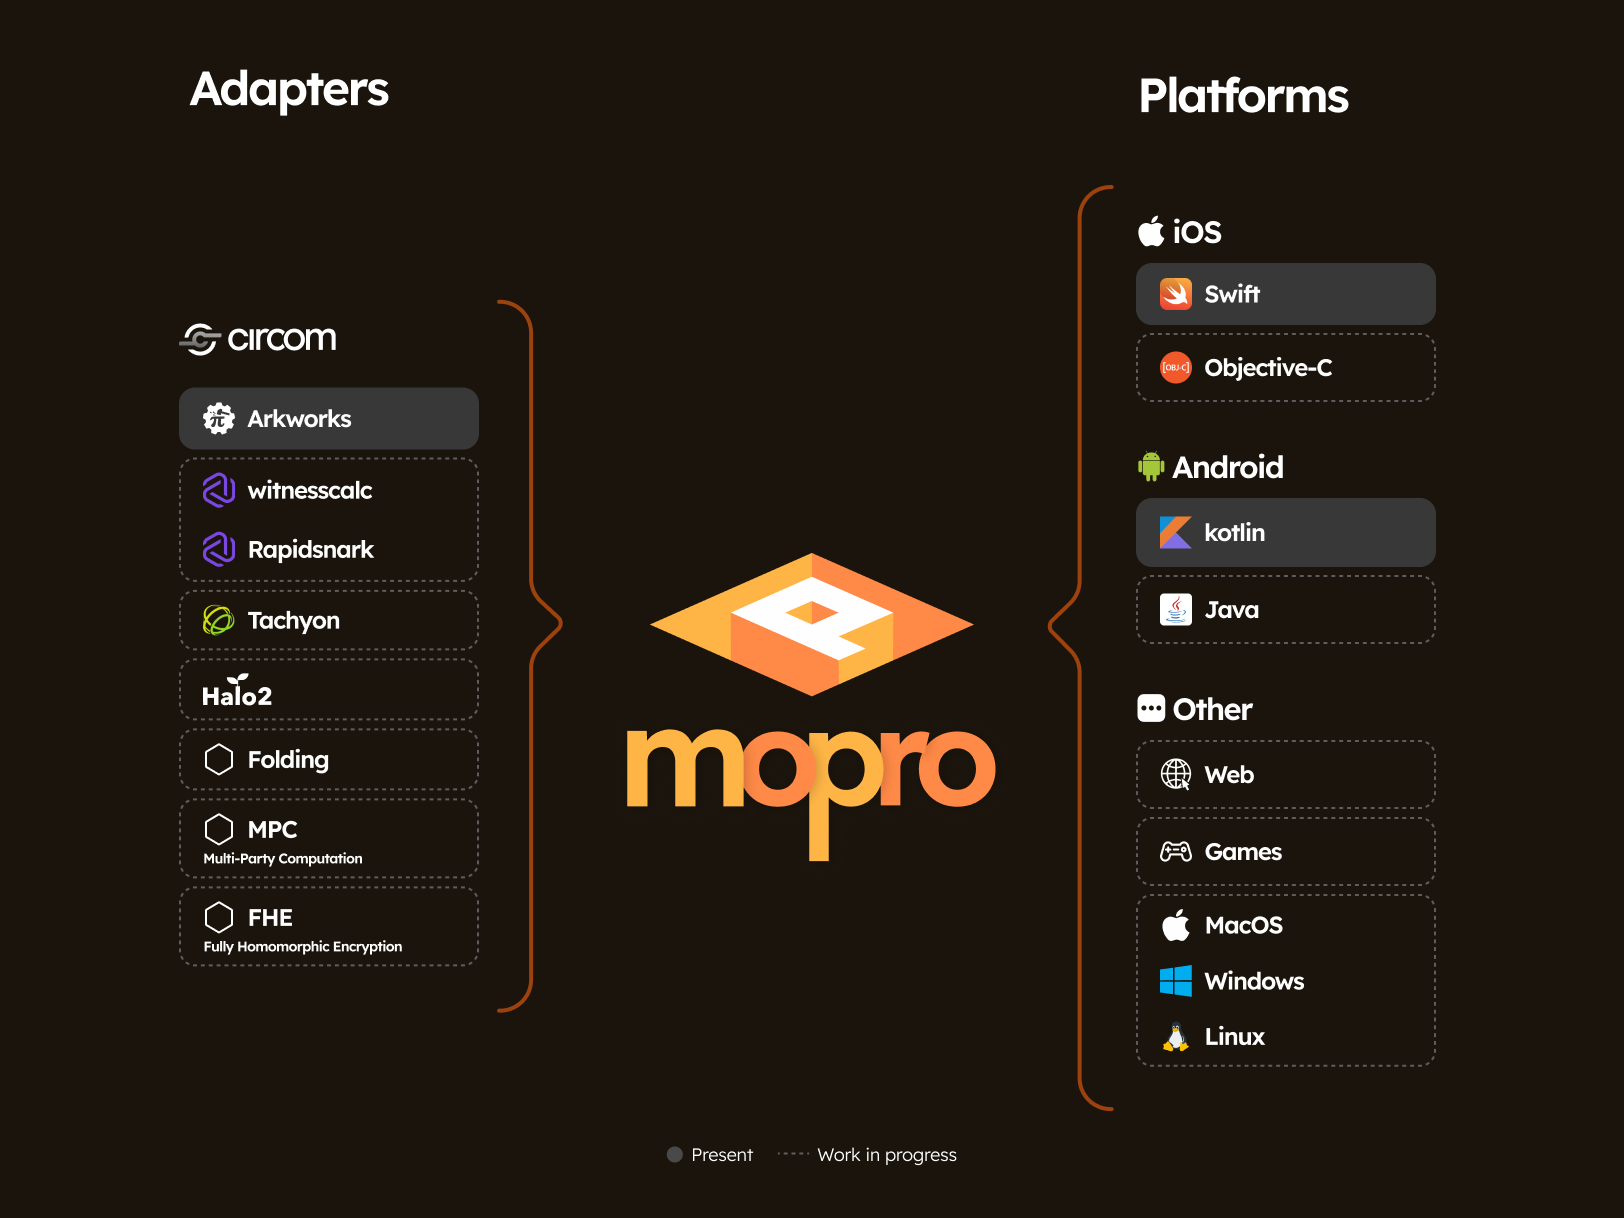 Adapters
Platforms
circom
Arkworks
witnesscalc
Rapidsnark
Tachyon
Halo2
Folding
MPC
Multi-Party Computation
FHE
Fully Homomorphic Encryption
mopro
iOS
Swift
[OBJ-C]
Objective-C
Android
kotlin
Java
Other
Web
Games
MacOS
Windows
Linux
Present
Work in progress